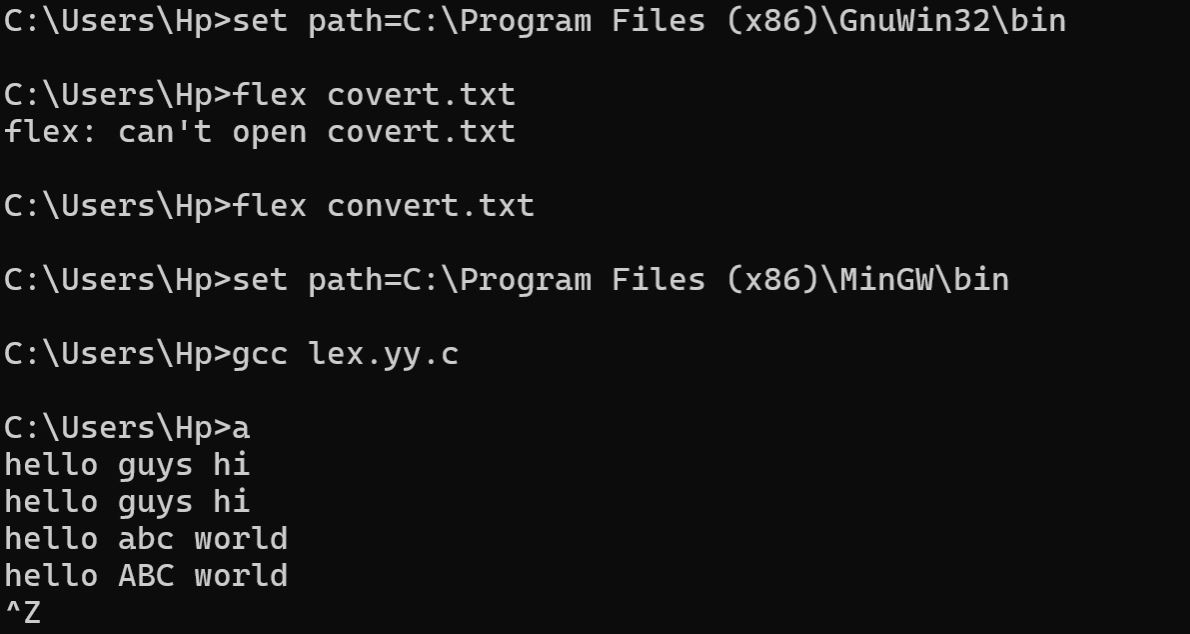 C:\Users\Hp>set path=C:\Program Files (x86)\GnuWin32\bin
C:\Users\Hp>flex covert.txt
flex: can't open covert.txt
C:\Users\Hp>flex convert.txt
C:\Users\Hp>set path=C:\Program Files (x86)\MinGW\bin
C:\Users\Hp>gcc lex.yy.c
C:\Users\Hp>a
hello guys hi
hello guys hi
hello abc world
hello ABC world
^Z